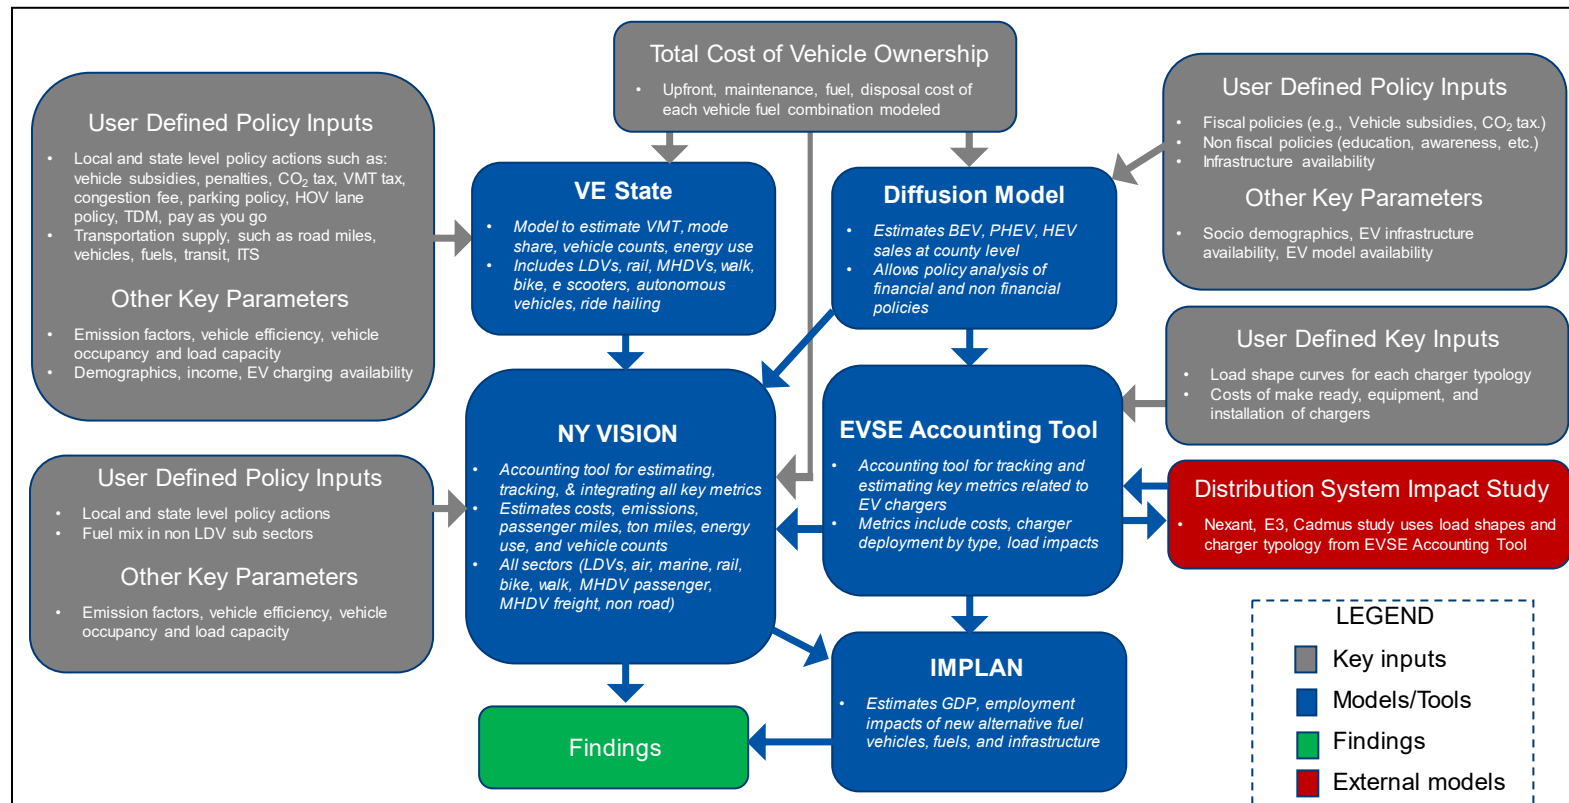 Total Cost of Vehicle Ownership
• Upfront, maintenance, fuel, disposal cost of
each vehicle fuel combination modeled
User Defined Policy Inputs
• Local and state level policy actions such as:
vehicle subsidies, penalties, CO2 tax, VMT tax,
congestion fee, parking policy, HOV lane
policy, TDM, pay as you go
• Transportation supply, such as road miles,
vehicles, fuels, transit, ITS
Other Key Parameters
• Emission factors, vehicle efficiency, vehicle
occupancy and load capacity
• Demographics, income, EV charging availability
VE State
• Model to estimate VMT, mode
share, vehicle counts, energy use
• Includes LDVs, rail, MHDVs, walk,
bike, e scooters, autonomous
vehicles, ride hailing
Diffusion Model
• Estimates BEV, PHEV, HEV
sales at county level
• Allows policy analysis of
financial and non financial
policies
User Defined Policy Inputs
• Fiscal policies (e.g., Vehicle subsidies, CO2 tax.)
• Non fiscal policies (education, awareness, etc.)
• Infrastructure availability
Other Key Parameters
• Socio demographics, EV infrastructure
availability, EV model availability
User Defined Key Inputs
• Load shape curves for each charger typology
• Costs of make ready, equipment, and
installation of chargers
User Defined Policy Inputs
• Local and state level policy actions
• Fuel mix in non LDV sub sectors
Other Key Parameters
• Emission factors, vehicle efficiency, vehicle
occupancy and load capacity
NY VISION
• Accounting tool for estimating,
tracking, & integrating all key metrics
• Estimates costs, emissions,
passenger miles, ton miles, energy
use, and vehicle counts
• All sectors (LDVs, air, marine, rail,
bike, walk, MHDV passenger,
MHDV freight, non road)
EVSE Accounting Tool
• Accounting tool for tracking and
estimating key metrics related to
EV chargers
• Metrics include costs, charger
deployment by type, load impacts
Distribution System Impact Study
• Nexant, E3, Cadmus study uses load shapes and
charger typology from EVSE Accounting Tool
IMPLAN
• Estimates GDP, employment
impacts of new alternative fuel
vehicles, fuels, and infrastructure
Findings
LEGEND
Key inputs
Models/Tools
Findings
External models